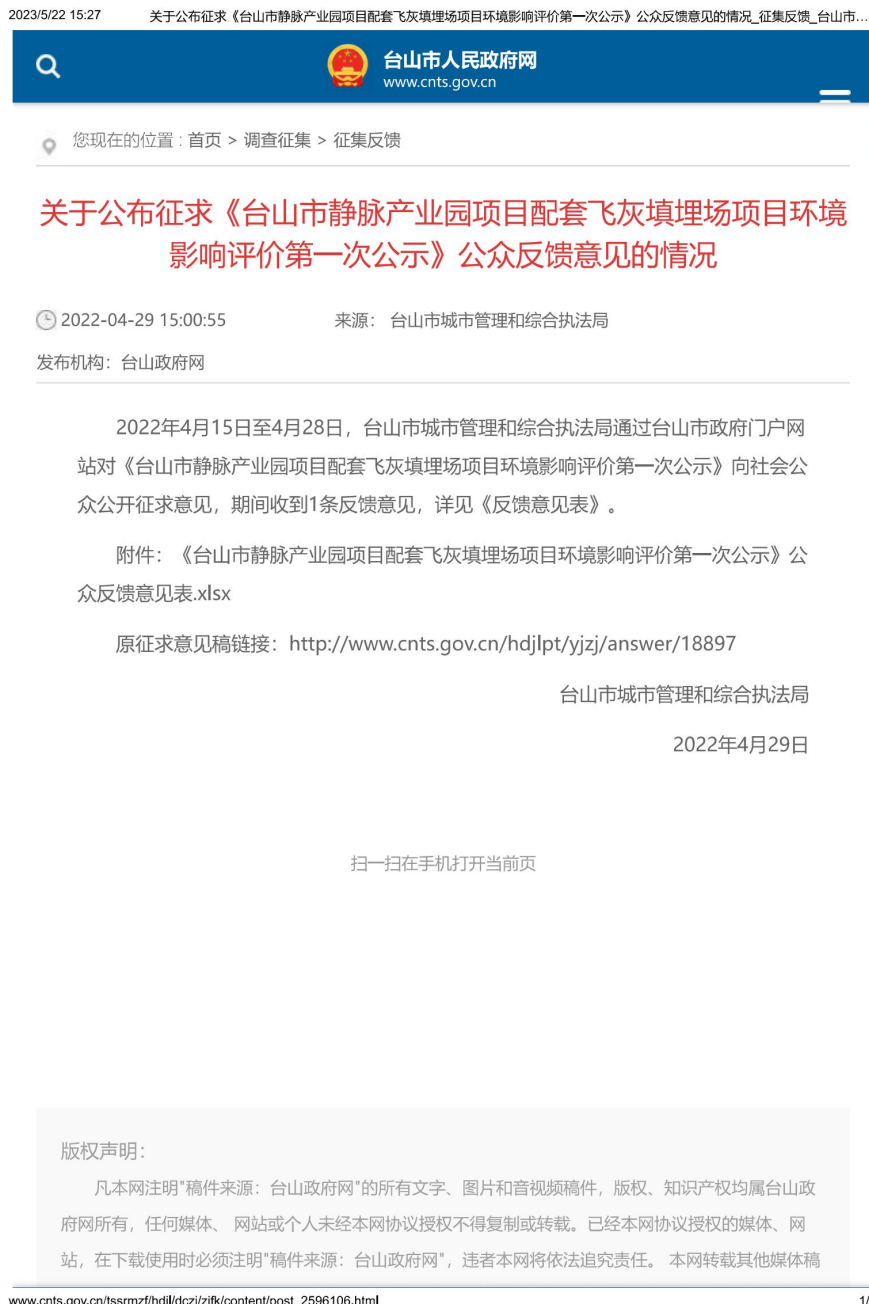 2023/5/22 15:27 关于公布征求《台山市静脉产业园项目配套飞灰填埋场项目环境影响评价第一次公示》公众反馈意见的情况_征集反馈_台山市…
台山市人民政府网
www.cnts.gov.cn
您现在的位置 : 首页 > 调查征集 > 征集反馈
关于公布征求《台山市静脉产业园项目配套飞灰填埋场项目环境
影响评价第一次公示》公众反馈意见的情况
2022-04-29 15:00:55 来源： 台山市城市管理和综合执法局
发布机构：台山政府网
2022年4月15日至4月28日，台山市城市管理和综合执法局通过台山市政府门户网
站对《台山市静脉产业园项目配套飞灰填埋场项目环境影响评价第一次公示》向社会公
众公开征求意见，期间收到1条反馈意见，详见《反馈意见表》。
附件：《台山市静脉产业园项目配套飞灰填埋场项目环境影响评价第一次公示》公
众反馈意见表.xlsx
原征求意见稿链接：http://www.cnts.gov.cn/hdjlpt/yjzj/answer/18897
台山市城市管理和综合执法局
2022年4月29日
扫一扫在手机打开当前页
版权声明：
凡本网注明"稿件来源：台山政府网"的所有文字、图片和音视频稿件，版权、知识产权均属台山政
府网所有，任何媒体、 网站或个人未经本网协议授权不得复制或转载。已经本网协议授权的媒体、网
站，在下载使用时必须注明"稿件来源：台山政府网"，违者本网将依法追究责任。 本网转载其他媒体稿
www.cnts.gov.cn/tssrmzf/hdjl/dczj/zjfk/content/post_2596106.html 1/